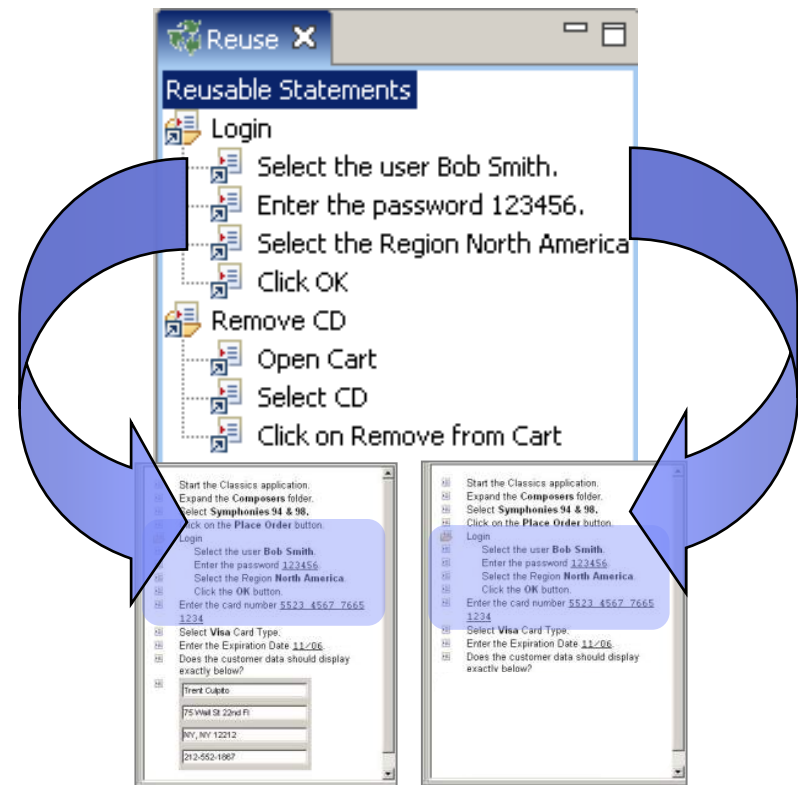 Reuse
Reusable Statements
Login
Select the user Bob Smith.
Enter the password 123456.
Select the Region North America
Click OK
Remove CD
Open Cart
Select CD
Click on Remove from Cart
Start the Classics application.
Expand the Composers folder.
Select Symphonies 94 & 98.
Click on the Place Order button.
Login
Select the user Bob Smith.
Enter the password 123456.
Select the Region North America.
Click the OK button.
Enter the card number 5523 4567 7665
1234
Select Visa Card Type.
Enter the Expiration Date 11/06.
Does the customer data should display
exactly below?
Trent Culpito
75 Wall St 22nd Fl
NY, NY 12212
212-552-1867
Start the Classics application.
Expand the Composers folder.
Select Symphonies 94 & 98.
Click on the Place Order button.
Login
Select the user Bob Smith.
Enter the password 123456.
Select the Region North America.
Click the OK button.
Enter the card number 5523 4567 7665
1234
Select Visa Card Type.
Enter the Expiration Date 11/06.
Does the customer data should display
exactly below?